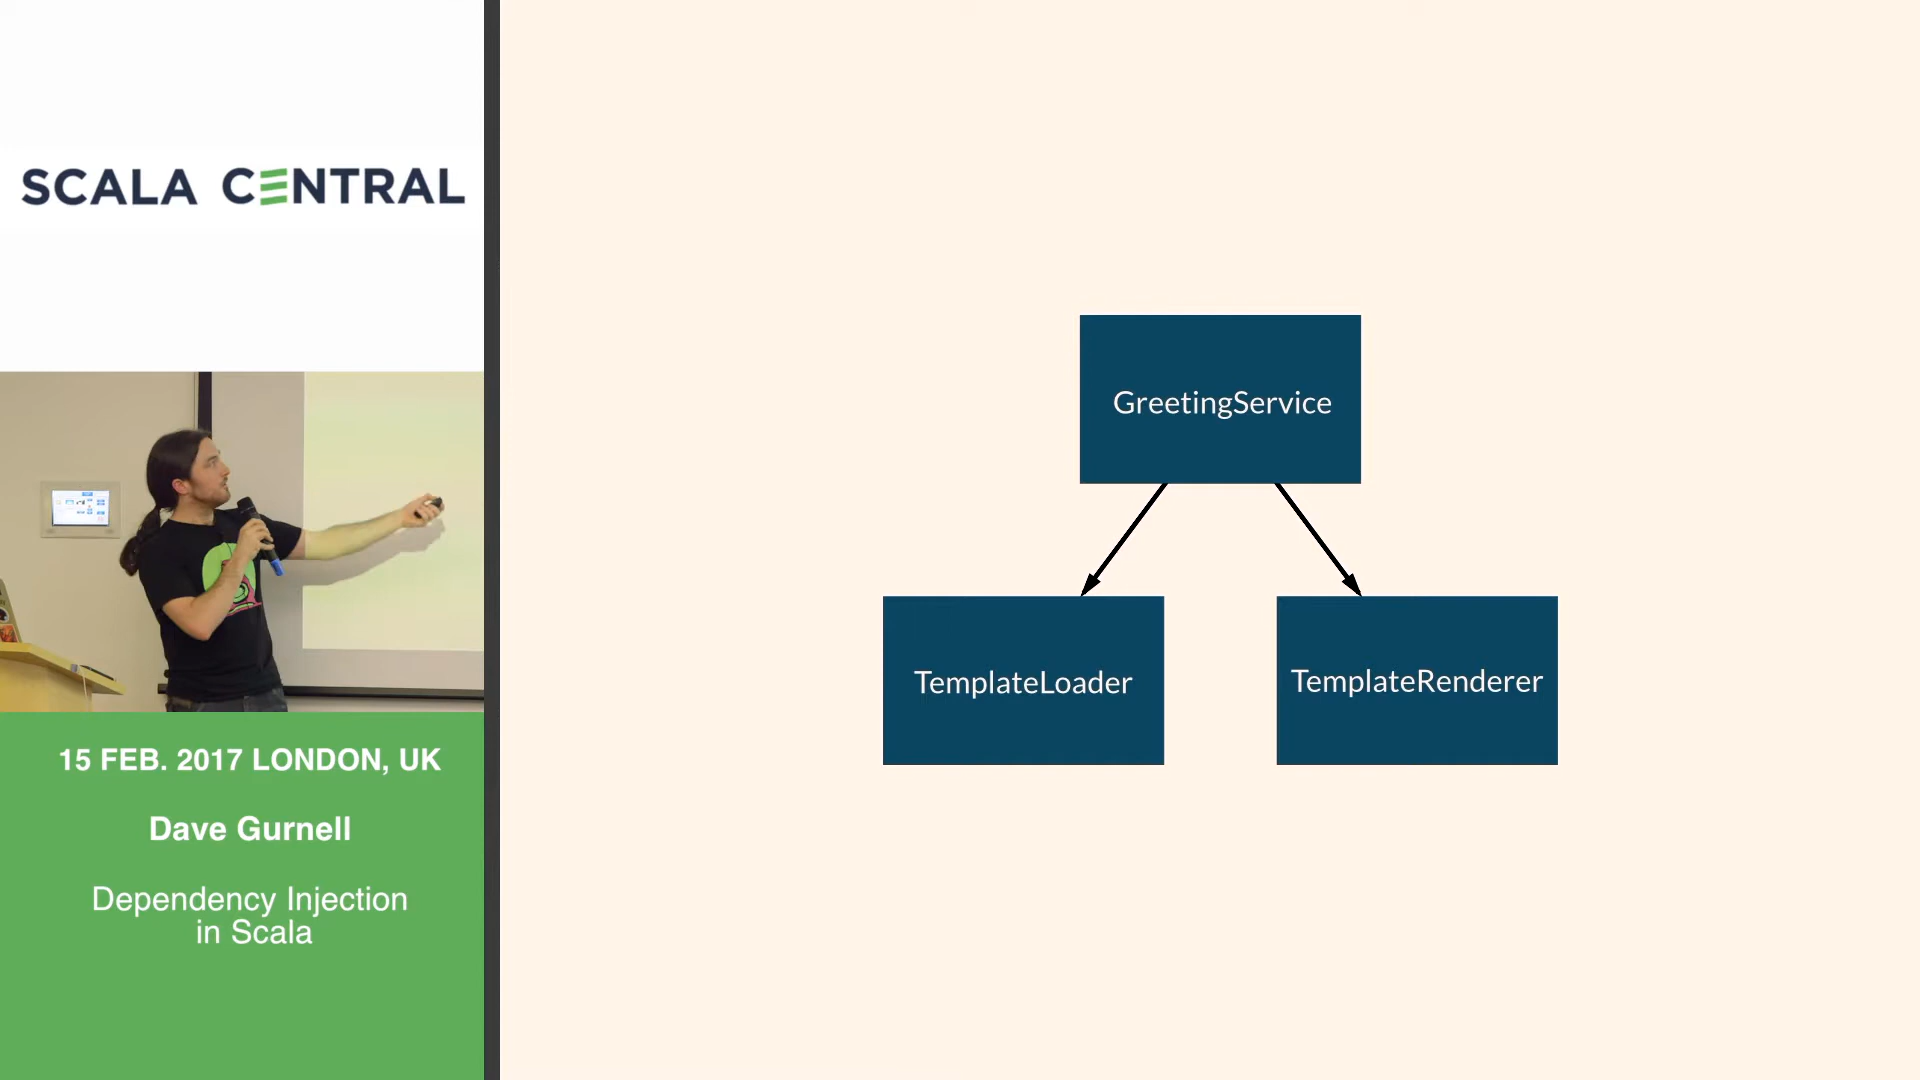 SCALA CENTRAL
15 FEB. 2017 LONDON, UK
Dave Gurnell
Dependency Injection
in Scala
GreetingService
TemplateLoader
TemplateRenderer